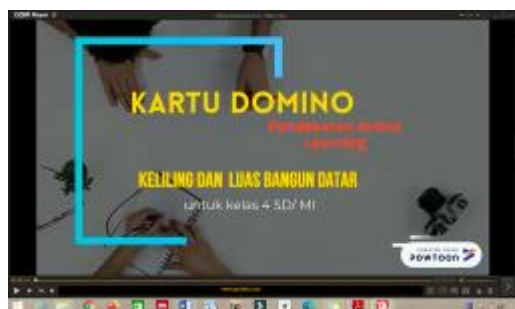 KARTU DOMINO
Pendekatan Active
Learning
KELILING DAN LUAS BANGUN DATAR
untuk kelas 4 SD/ MI
POWTOON